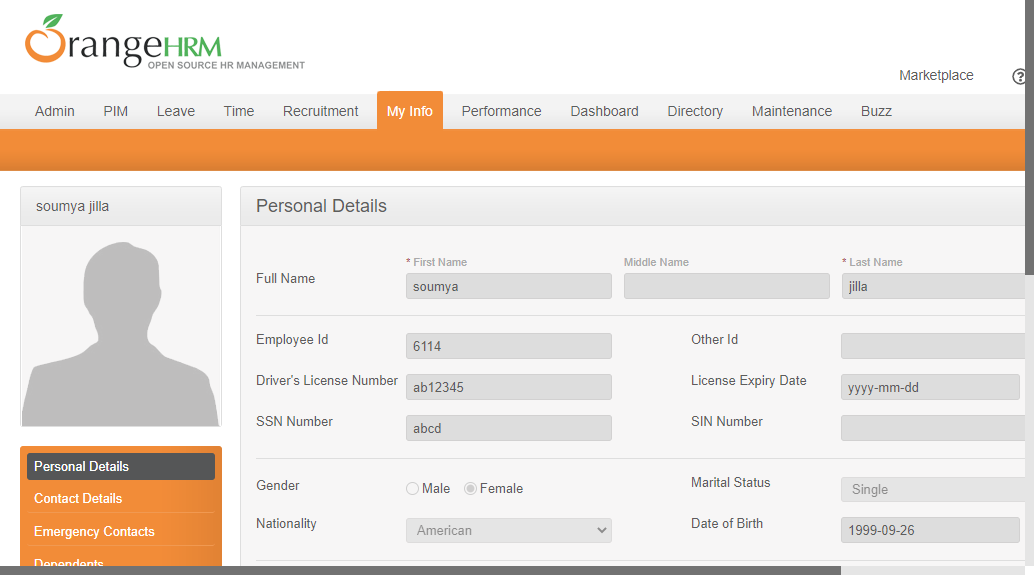 OrangeHRM
OPEN SOURCE HR MANAGEMENT
Marketplace
?
Admin PIM Leave Time Recruitment My Info Performance Dashboard Directory Maintenance Buzz
soumya jilla
Personal Details
* First Name Middle Name * Last Name
Full Name soumya jilla
Employee Id 6114 Other Id
Driver's License Number ab12345 License Expiry Date yyyy-mm-dd
SSN Number abcd SIN Number
Personal Details
Contact Details
Emergency Contacts
Dependents
Gender Male Female Marital Status Single
Nationality American Date of Birth 1999-09-26